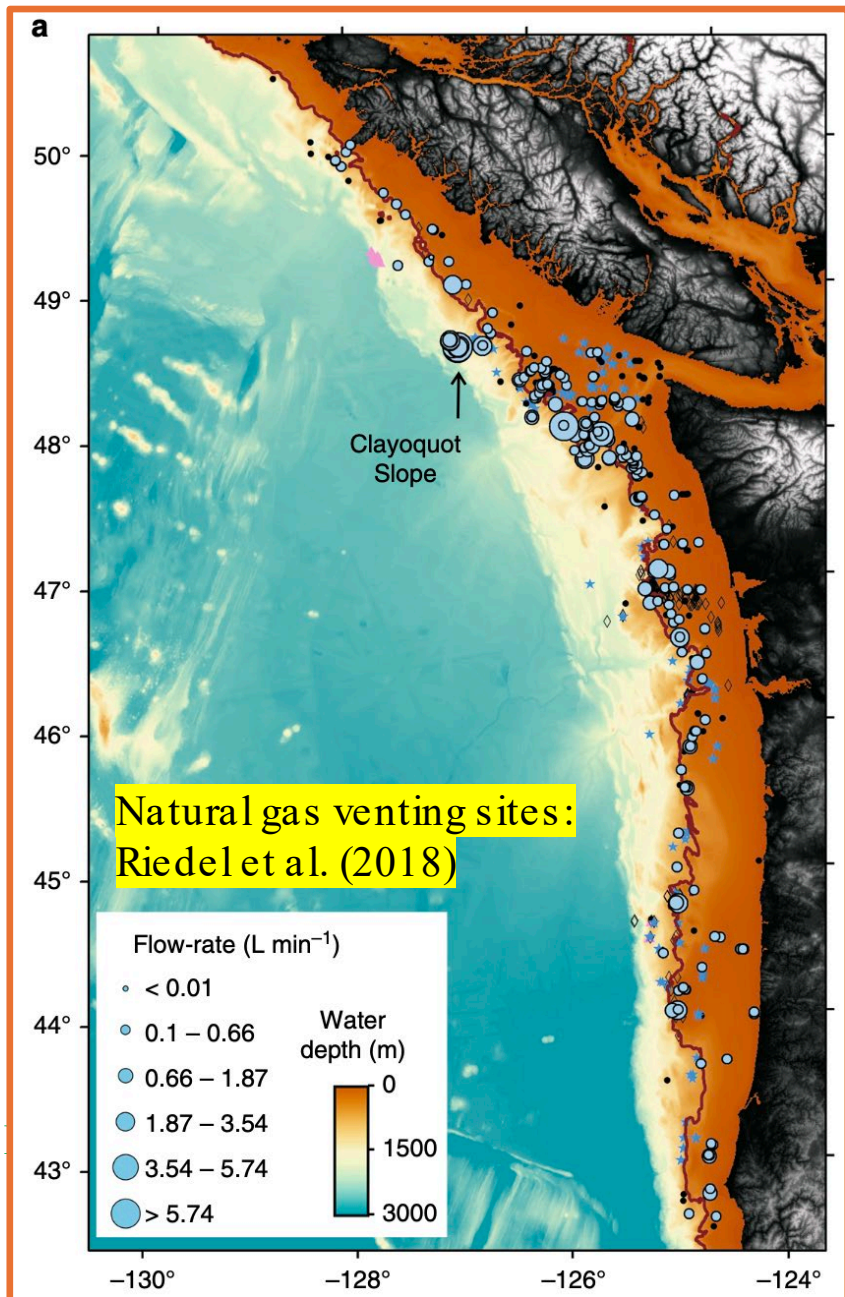 a
50°
49°
48°
47°
46°
45°
44°
43°
Clayoquot
Slope
Natural gas venting sites:
Riedel et al. (2018)
Flow-rate (L min⁻¹)
< 0.01
0.1 – 0.66
0.66 – 1.87
1.87 – 3.54
3.54 – 5.74
> 5.74
Water
depth (m)
0
1500
3000
–130°
–128°
–126°
–124°